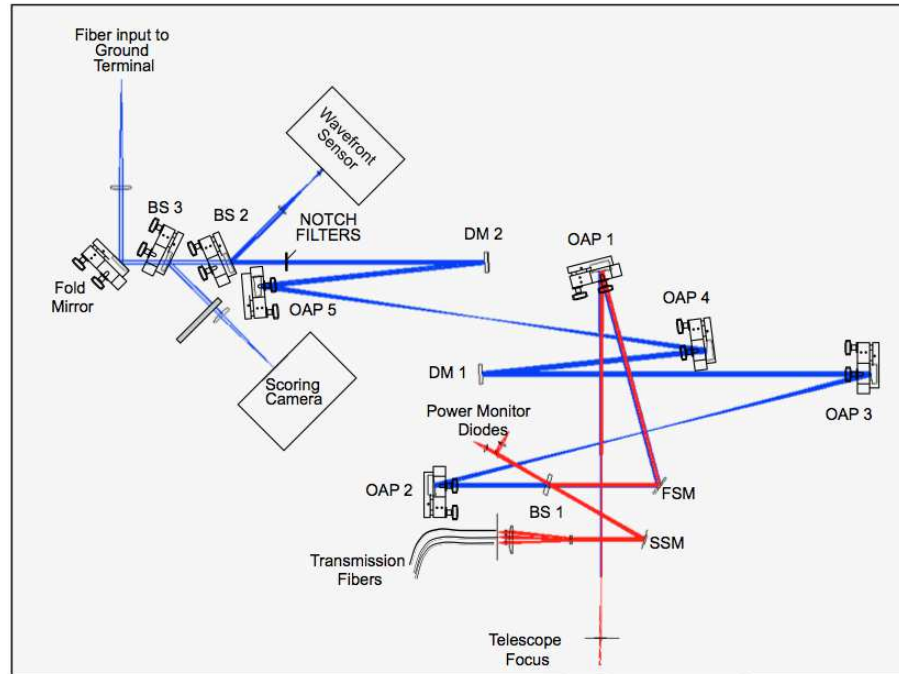 Fiber input to
Ground
Terminal
Wavefront
Sensor
BS 3
BS 2
NOTCH
FILTERS
DM 2
OAP 1
Fold
Mirror
OAP 5
OAP 4
Scoring
Camera
DM 1
OAP 3
Power Monitor
Diodes
OAP 2
BS 1
FSM
SSM
Transmission
Fibers
Telescope
Focus